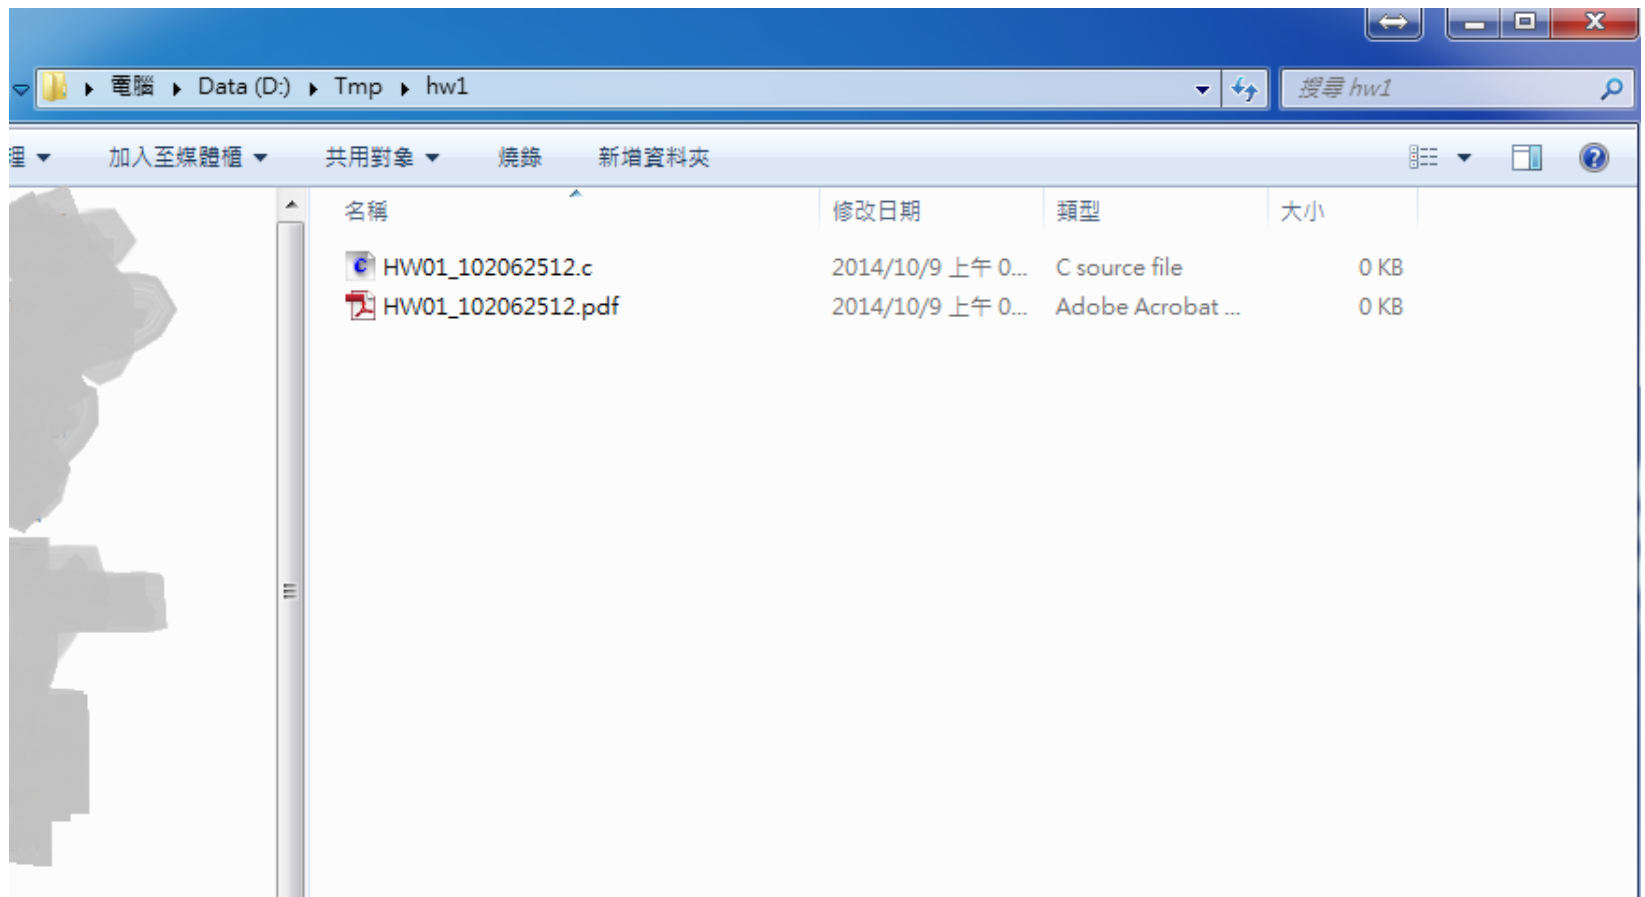 電腦 Data (D:) Tmp hw1 搜尋 hw1
理 加入至媒體櫃 共用對象 燒錄 新增資料夾
名稱 修改日期 類型 大小
HW01_102062512.c 2014/10/9 上午 0... C source file 0 KB
HW01_102062512.pdf 2014/10/9 上午 0... Adobe Acrobat ... 0 KB